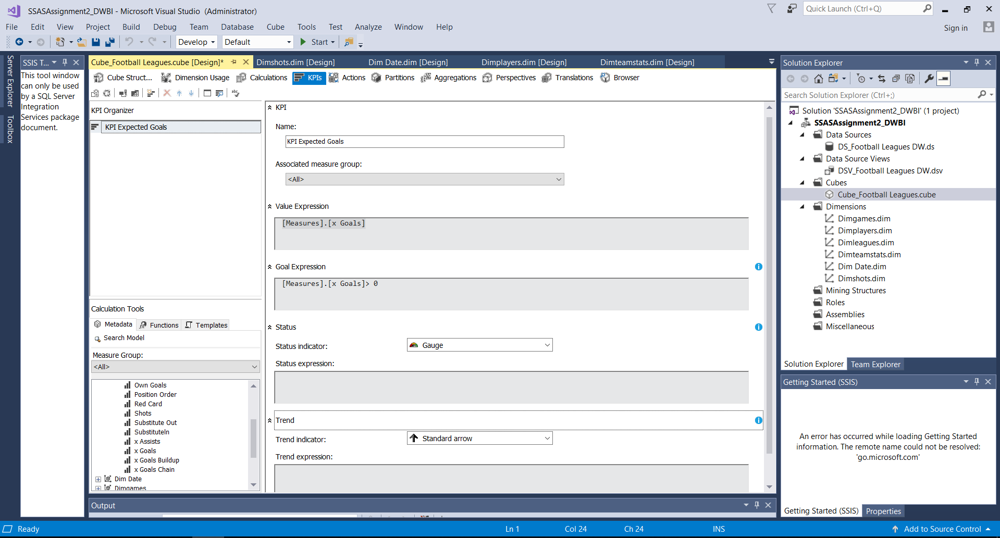 SSASAssignment2_DWBI - Microsoft Visual Studio (Administrator)
Quick Launch (Ctrl+Q)
File Edit View Project Build Debug Team Database Cube Tools Test Analyze Window Help
Sign in
Develop Default Start
Server Explorer
Toolbox
SSIS T...
This tool window
can only be used
by a SQL Server
Integration
Services package
document.
Cube_Football Leagues.cube [Design]* Dimshots.dim [Design] Dim Date.dim [Design] Dimplayers.dim [Design] Dimteamstats.dim [Design]
Cube Struct... Dimension Usage Calculations KPIs Actions Partitions Aggregations Perspectives Translations Browser
abc
KPI Organizer
KPI Expected Goals
Calculation Tools
Metadata Functions Templates
Search Model
Measure Group:
<All>
Own Goals
Position Order
Red Card
Shots
Substitute Out
SubstituteIn
x Assists
x Goals
x Goals Buildup
x Goals Chain
Dim Date
Dimgames
KPI
Name:
KPI Expected Goals
Associated measure group:
<All>
Value Expression
[Measures].[x Goals]
Goal Expression
[Measures].[x Goals]> 0
Status
Status indicator:
Gauge
Status expression:
Trend
Trend indicator:
Standard arrow
Trend expression:
Output
Solution Explorer
Search Solution Explorer (Ctrl+;)
Solution 'SSASAssignment2_DWBI' (1 project)
SSASAssignment2_DWBI
Data Sources
DS_Football Leagues DW.ds
Data Source Views
DSV_Football Leagues DW.dsv
Cubes
Cube_Football Leagues.cube
Dimensions
Dimgames.dim
Dimplayers.dim
Dimleagues.dim
Dimteamstats.dim
Dim Date.dim
Dimshots.dim
Mining Structures
Roles
Assemblies
Miscellaneous
Solution Explorer Team Explorer
Getting Started (SSIS)
An error has occurred while loading Getting Started
information. The remote name could not be resolved:
'go.microsoft.com'
Getting Started (SSIS) Properties
Ready Ln 1 Col 24 Ch 24 INS Add to Source Control